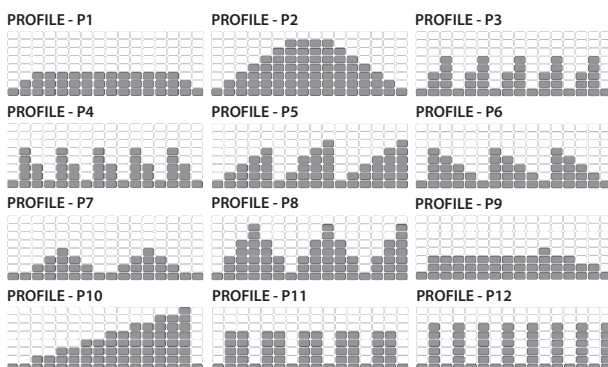 PROFILE - P1
PROFILE - P2
PROFILE - P3
PROFILE - P4
PROFILE - P5
PROFILE - P6
PROFILE - P7
PROFILE - P8
PROFILE - P9
PROFILE - P10
PROFILE - P11
PROFILE - P12